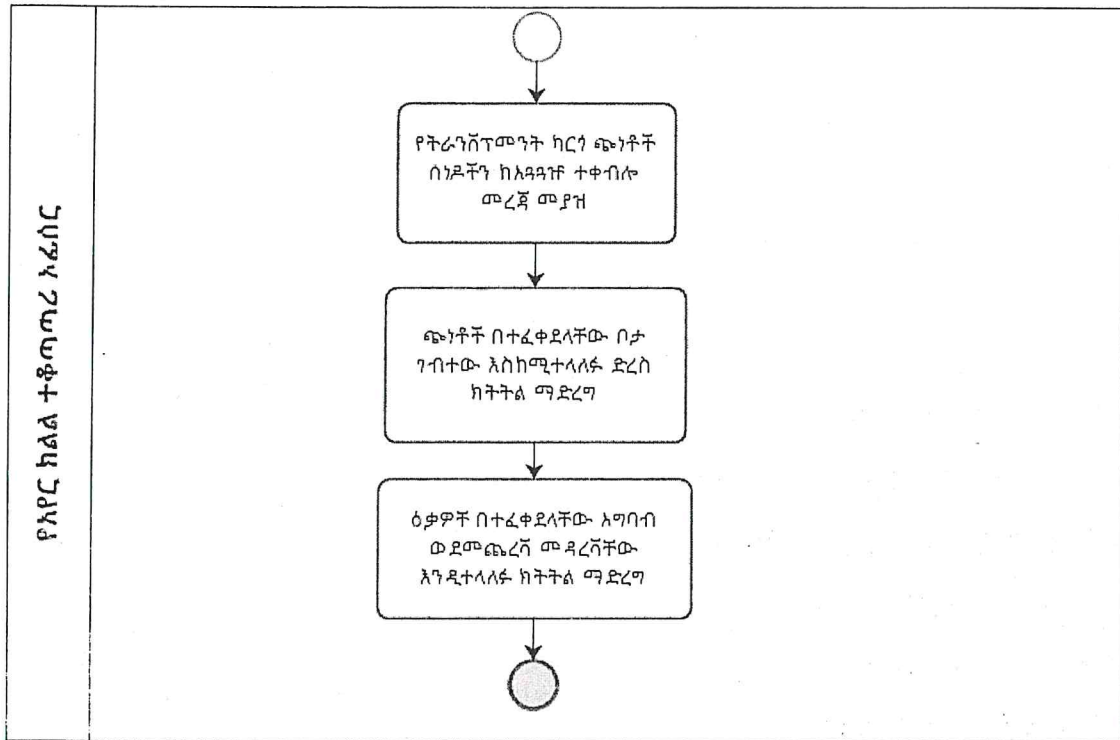 የአየር ክልል ተቆጣጣሪ ኦፊሰር
የትራንሽፕመንት ካርጎ ጭነቶች
ሰነዶችን ከአጓጓዡ ተቀብሎ
መረጃ መያዝ
ጭነቶች በተፈቀደላቸው ቦታ
ገብተው እስከሚተላለፉ ድረስ
ክትትል ማድረግ
ዕቃዎች በተፈቀደላቸው አግባብ
ወደመጨረሻ መዳረሻቸው
እንዲተላለፉ ክትትል ማድረግ